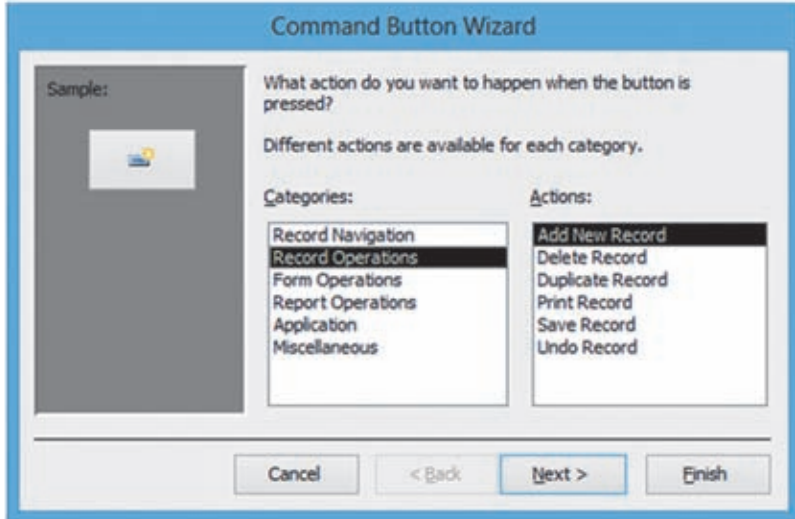 Command Button Wizard
Sample:
What action do you want to happen when the button is
pressed?
Different actions are available for each category.
Categories:
Actions:
Record Navigation
Record Operations
Form Operations
Report Operations
Application
Miscellaneous
Add New Record
Delete Record
Duplicate Record
Print Record
Save Record
Undo Record
Cancel
< Back
Next >
Finish